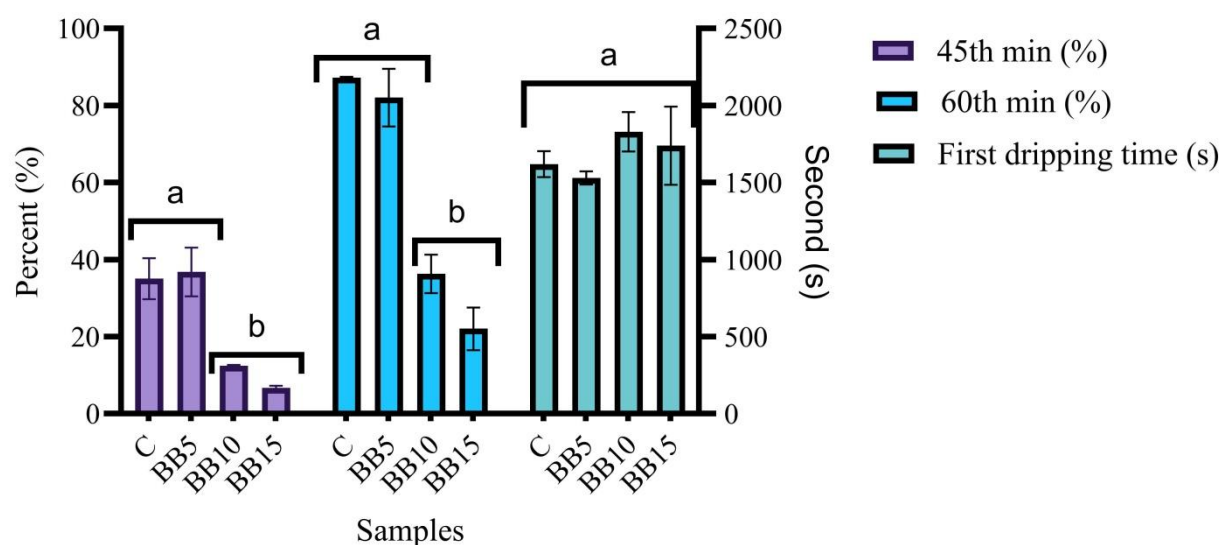 Percent (%)
100
80
60
40
20
0
a
b
a
b
a
2500
2000
1500
1000
500
0
Second (s)
C
BB5
BB10
BB15
C
BB5
BB10
BB15
C
BB5
BB10
BB15
Samples
45th min (%)
60th min (%)
First dripping time (s)